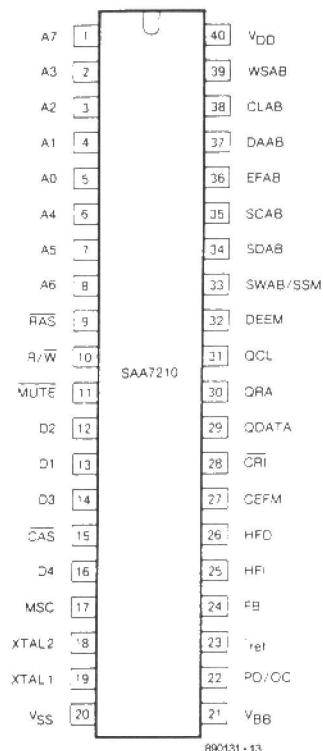 A7 1 40 VDD
A3 2 39 WSAB
A2 3 38 CLAB
A1 4 37 DAAB
A0 5 36 EFAB
A4 6 35 SCAB
A5 7 34 SDAB
A6 8 33 SWAB/SSM
RAS 9 32 DEEM
R/W 10 31 QCL
SAA7210
MUTE 11 30 QRA
D2 12 29 QDATA
D1 13 28 CRI
D3 14 27 CEFM
CAS 15 26 HFD
D4 16 25 HFI
MSC 17 24 FB
XTAL2 18 23 Iref
XTAL1 19 22 PD/OC
VSS 20 21 VBB
890131-13